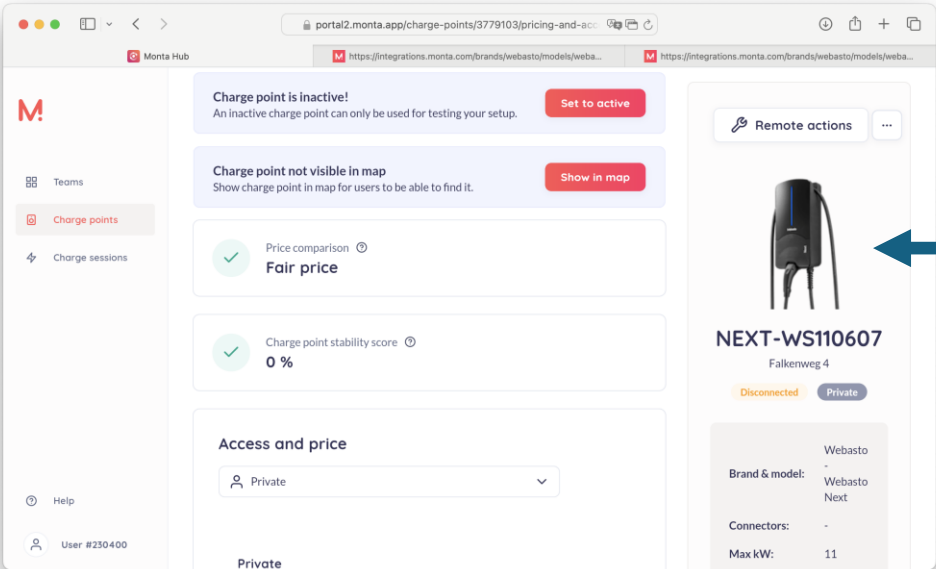 portal2.monta.app/charge-points/3779103/pricing-and-acc
Monta Hub
https://integrations.monta.com/brands/webasto/models/weba...
https://integrations.monta.com/brands/webasto/models/weba...
M!
Teams
Charge points
Charge sessions
Help
User #230400
Charge point is inactive!
An inactive charge point can only be used for testing your setup.
Set to active
Charge point not visible in map
Show charge point in map for users to be able to find it.
Show in map
Price comparison
Fair price
Charge point stability score
0 %
Access and price
Private
Private
Remote actions
...
NEXT-WS110607
Falkenweg 4
Disconnected
Private
Brand & model:
Webasto
-
Webasto
Next
Connectors:
-
Max kW:
11